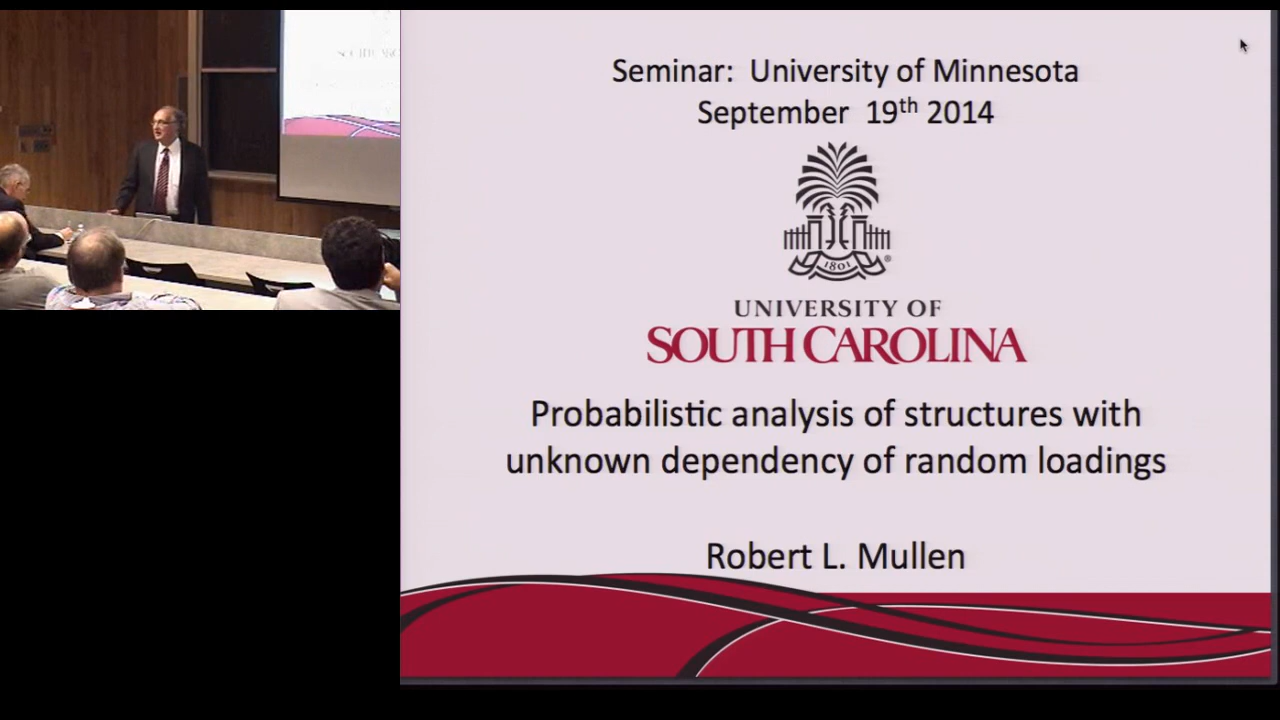 Seminar: University of Minnesota
September 19th 2014
1801
UNIVERSITY OF
SOUTH CAROLINA
Probabilistic analysis of structures with
unknown dependency of random loadings
Robert L. Mullen